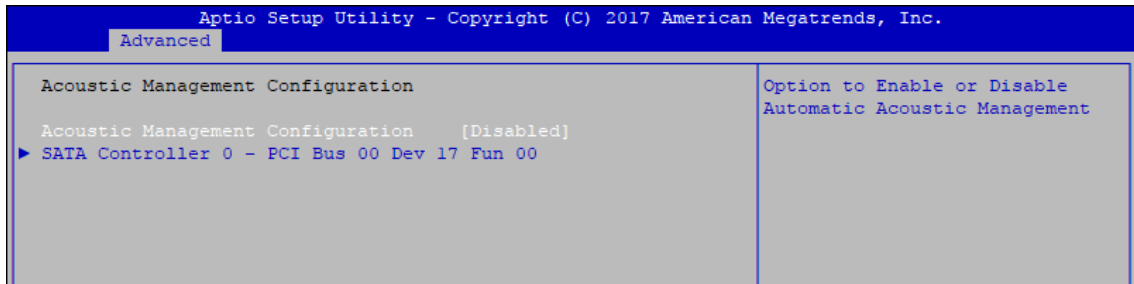 Aptio Setup Utility - Copyright (C) 2017 American Megatrends, Inc.
Advanced
Acoustic Management Configuration
Acoustic Management Configuration [Disabled]
► SATA Controller 0 - PCI Bus 00 Dev 17 Fun 00
Option to Enable or Disable
Automatic Acoustic Management